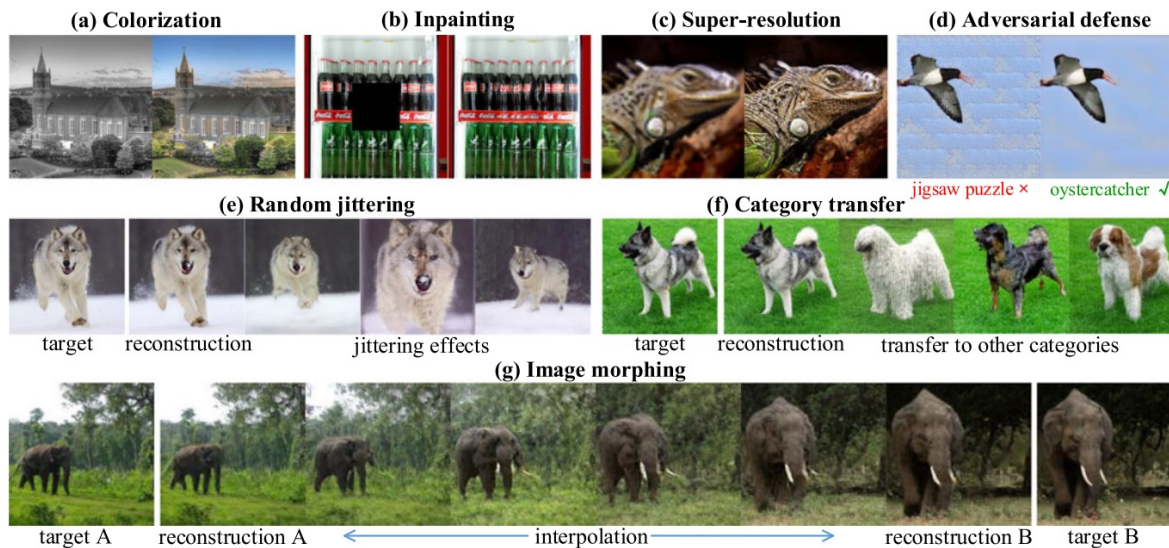 (a) Colorization
(b) Inpainting
(c) Super-resolution
(d) Adversarial defense
jigsaw puzzle ×
oystercatcher √
(e) Random jittering
(f) Category transfer
target
reconstruction
jittering effects
target
reconstruction
transfer to other categories
(g) Image morphing
target A
reconstruction A
interpolation
reconstruction B
target B